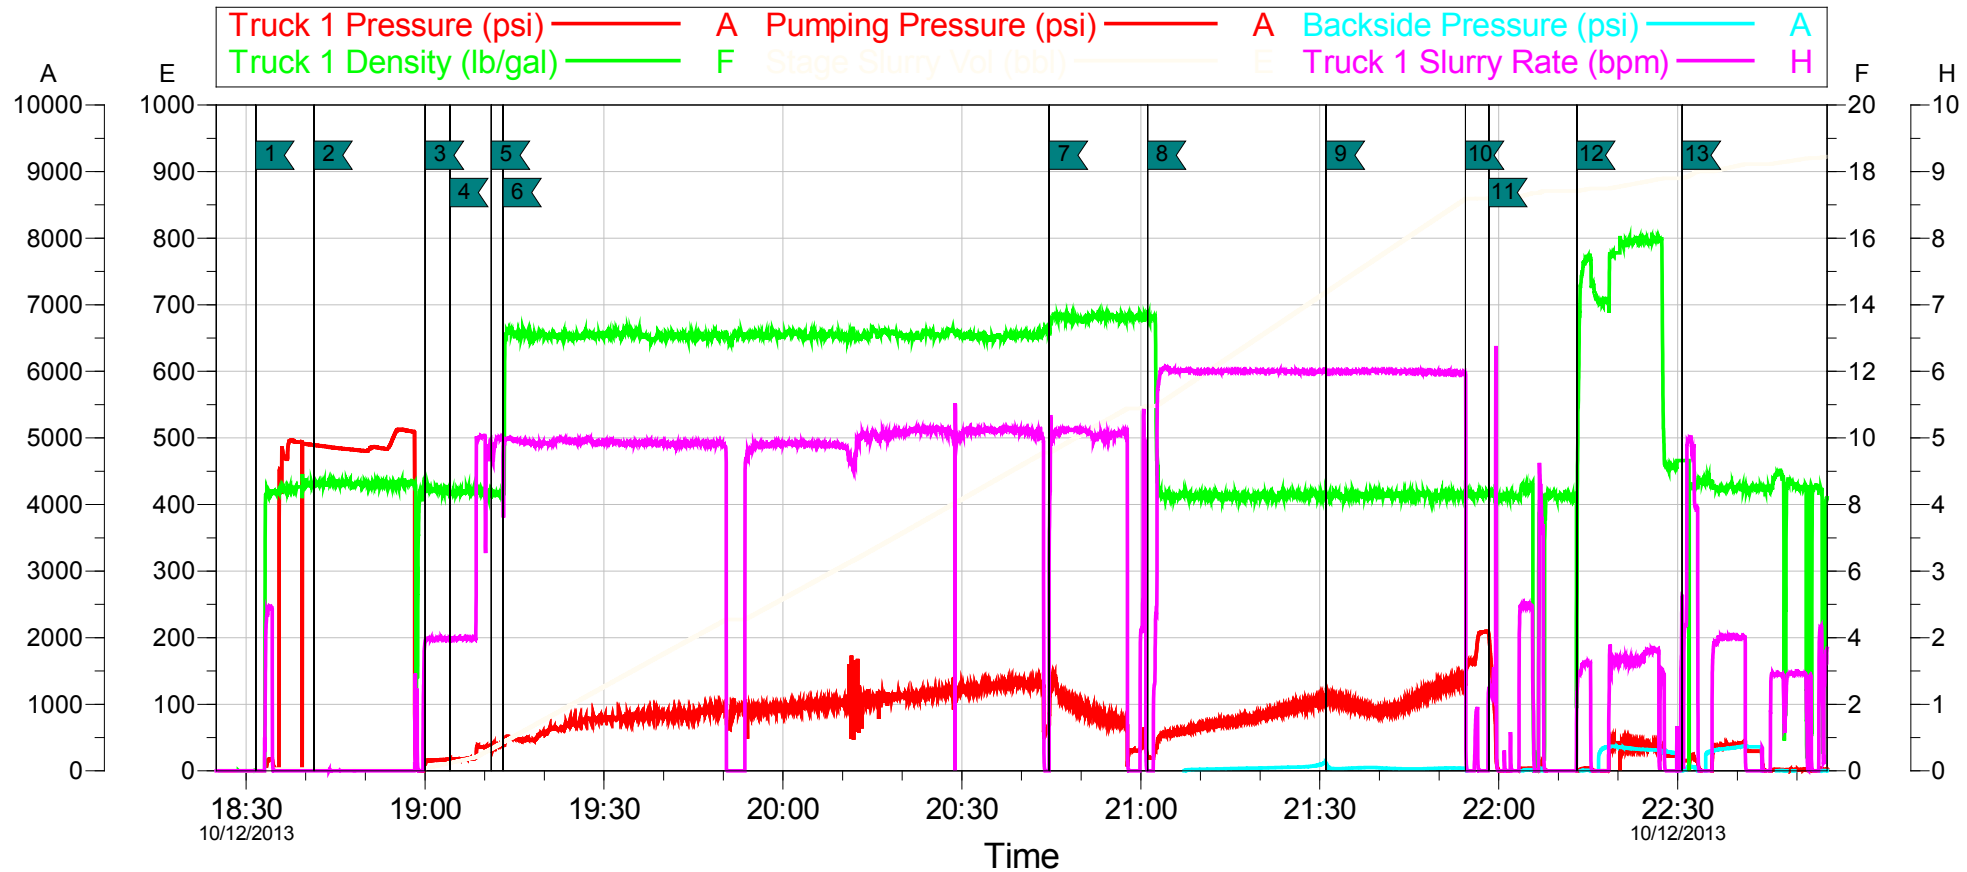 Truck 1 Pressure (psi) A Pumping Pressure (psi) A Backside Pressure (psi) A
Truck 1 Density (lb/gal) F Stage Slurry Vol (bbl) E Truck 1 Slurry Rate (bpm) H
A E F H
10000 1000 20 10
9000 900 18 9
8000 800 16 8
7000 700 14 7
6000 600 12 6
5000 500 10 5
4000 400 8 4
3000 300 6 3
2000 200 4 2
1000 100 2 1
0 0 0 0
1 2 3 5 7 8 9 10 12 13
4 6 11
18:30 19:00 19:30 20:00 20:30 21:00 21:30 22:00 22:30
10/12/2013 10/12/2013
Time